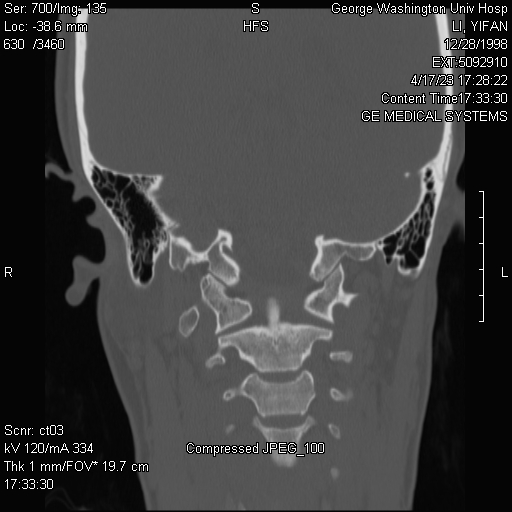 Ser: 700/Img: 135
Loc: -38.6 mm
630 /3460
S
HFS
George Washington Univ Hosp
LI, YIFAN
12/28/1998
EXT:5092910
4/17/23 17:28:22
Content Time17:33:30
GE MEDICAL SYSTEMS
R
L
Scnr: ct03
kV 120/mA 334
Thk 1 mm/FOV* 19.7 cm
17:33:30
Compressed JPEG_100